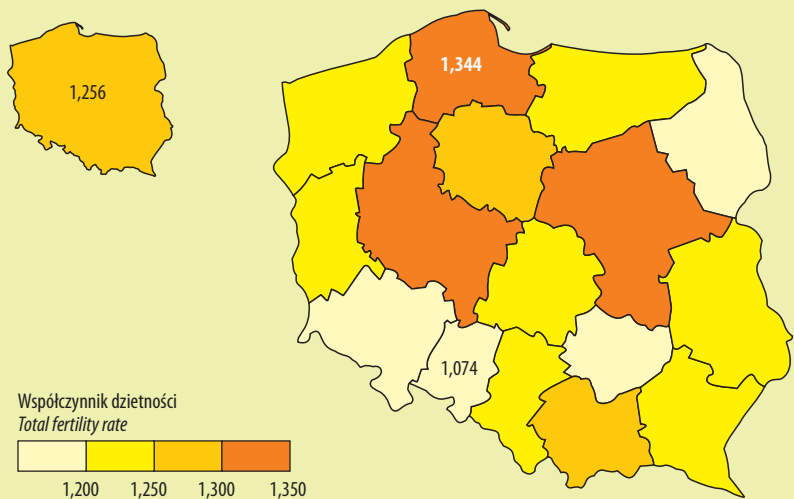 1,256
1,344
1,074
Współczynnik dzietności
Total fertility rate
1,200 1,250 1,300 1,350